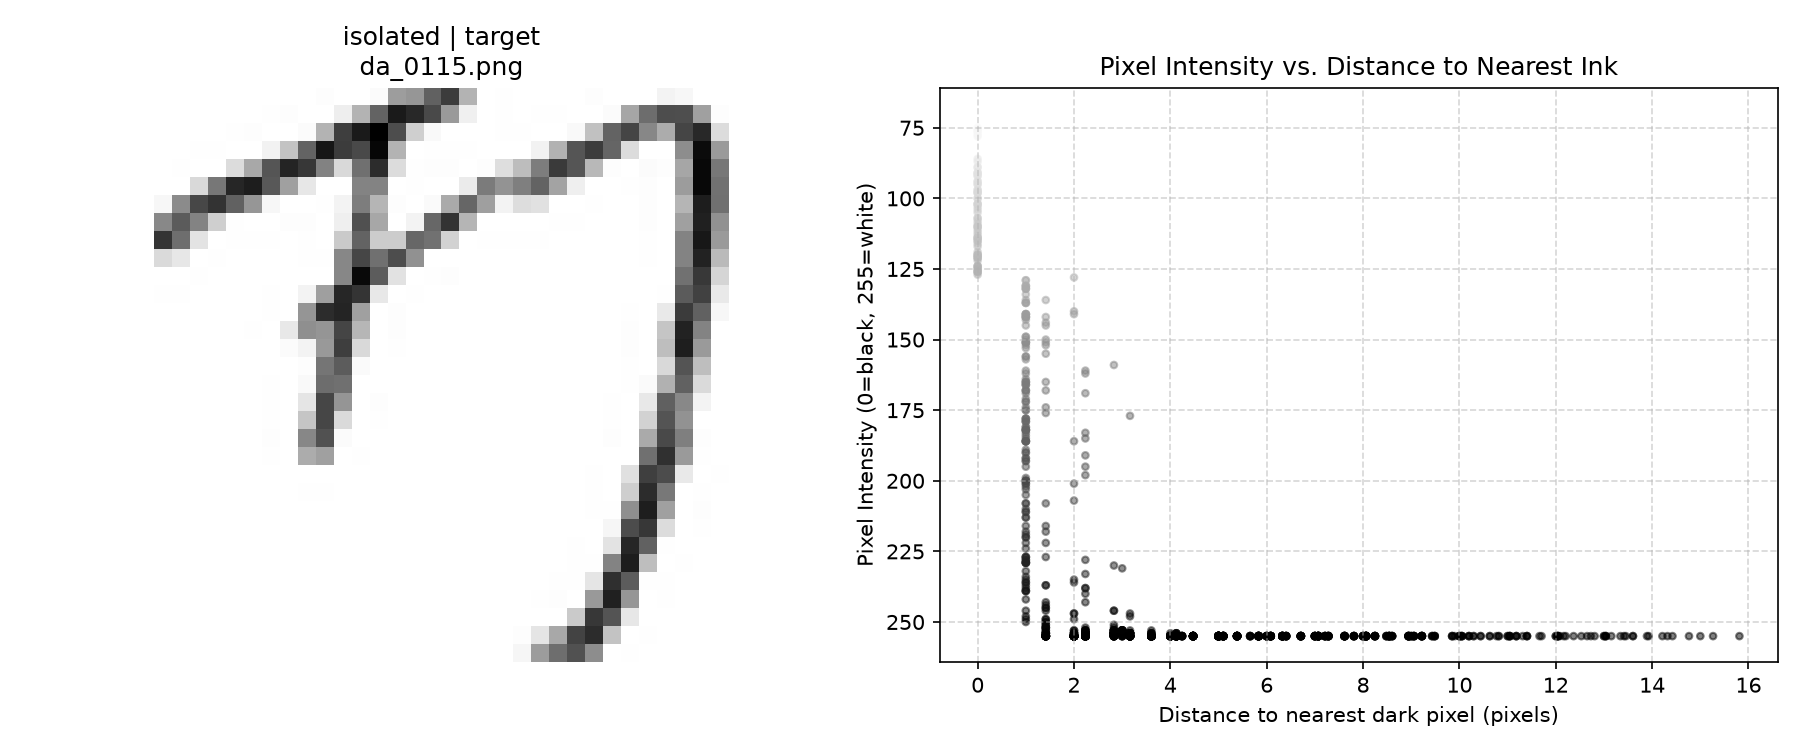 isolated | target
da_0115.png
Pixel Intensity vs. Distance to Nearest Ink
75
100
125
150
175
200
225
250
Pixel Intensity (0=black, 255=white)
0 2 4 6 8 10 12 14 16
Distance to nearest dark pixel (pixels)